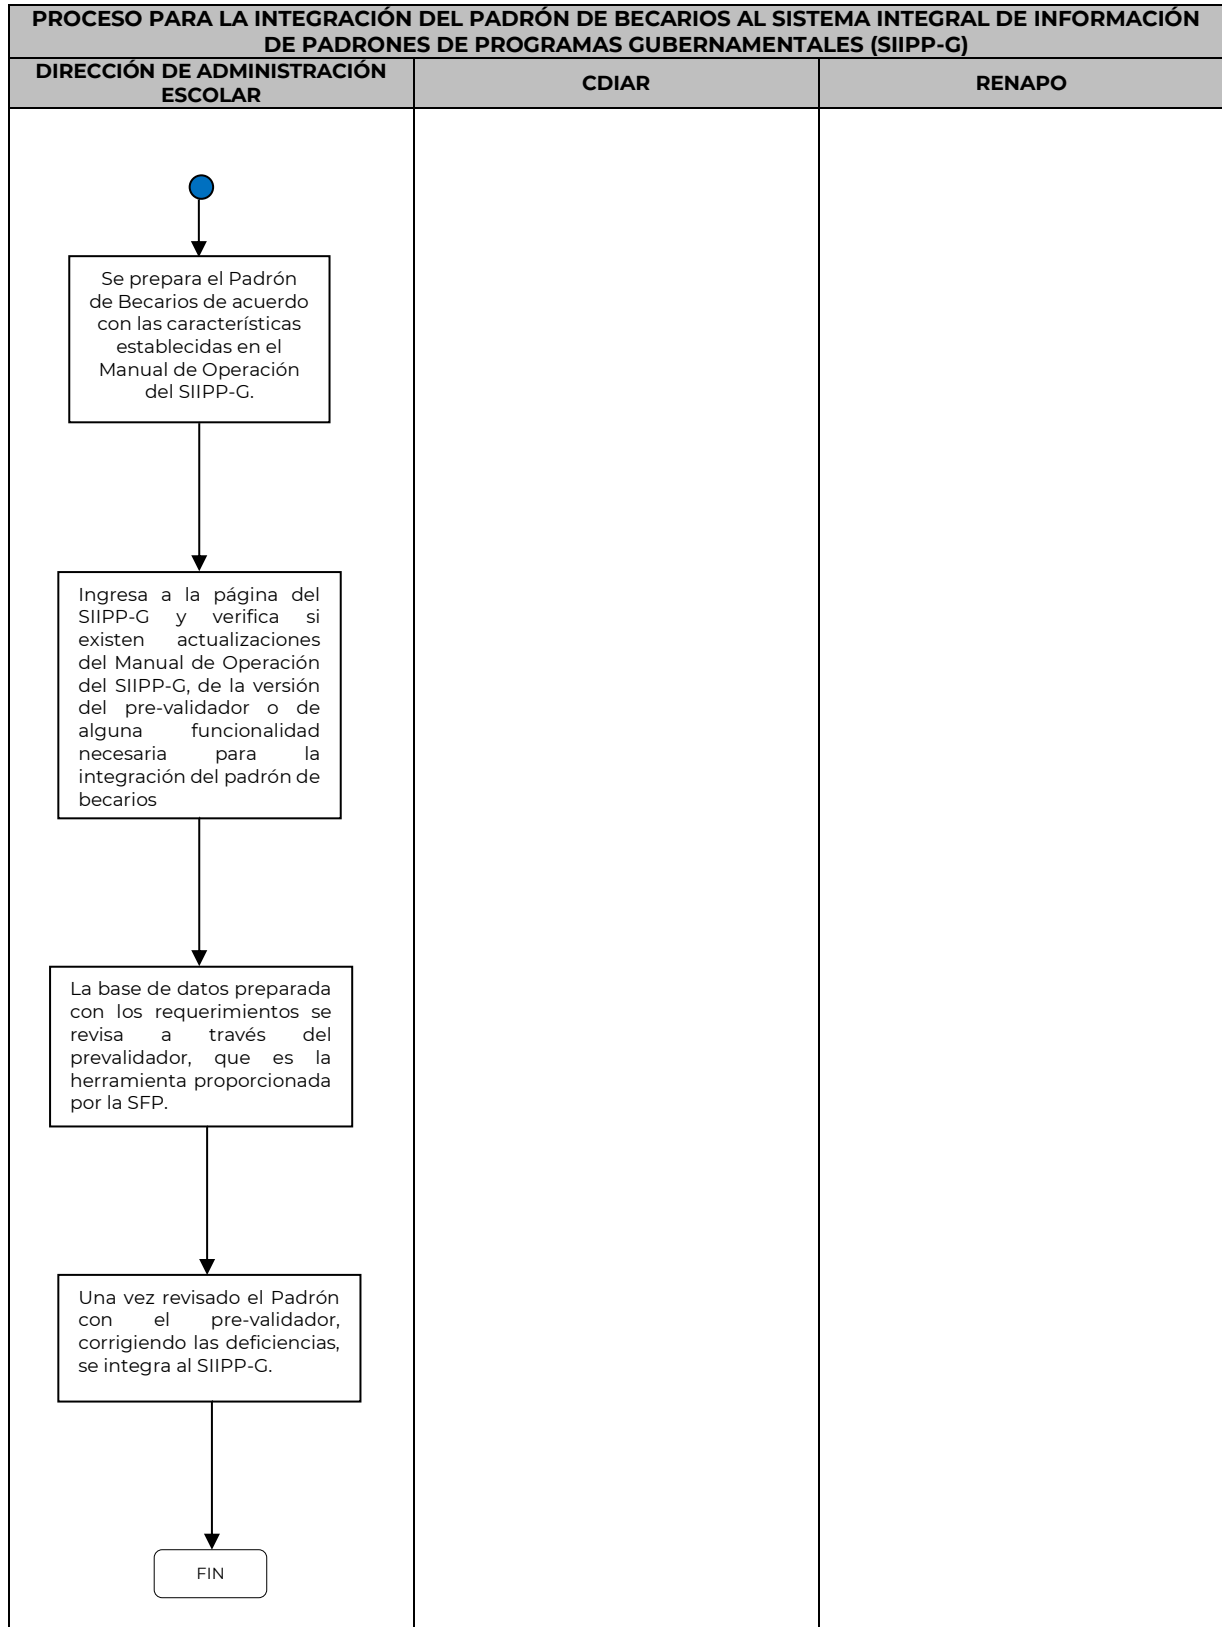 PROCESO PARA LA INTEGRACIÓN DEL PADRÓN DE BECARIOS AL SISTEMA INTEGRAL DE INFORMACIÓN
DE PADRONES DE PROGRAMAS GUBERNAMENTALES (SIIPP-G)
DIRECCIÓN DE ADMINISTRACIÓN
ESCOLAR
CDIAR
RENAPO
Se prepara el Padrón
de Becarios de acuerdo
con las características
establecidas en el
Manual de Operación
del SIIPP-G.
Ingresa a la página del
SIIPP-G y verifica si
existen actualizaciones
del Manual de Operación
del SIIPP-G, de la versión
del pre-validador o de
alguna funcionalidad
necesaria para la
integración del padrón de
becarios
La base de datos preparada
con los requerimientos se
revisa a través del
prevalidador, que es la
herramienta proporcionada
por la SFP.
Una vez revisado el Padrón
con el pre-validador,
corrigiendo las deficiencias,
se integra al SIIPP-G.
FIN